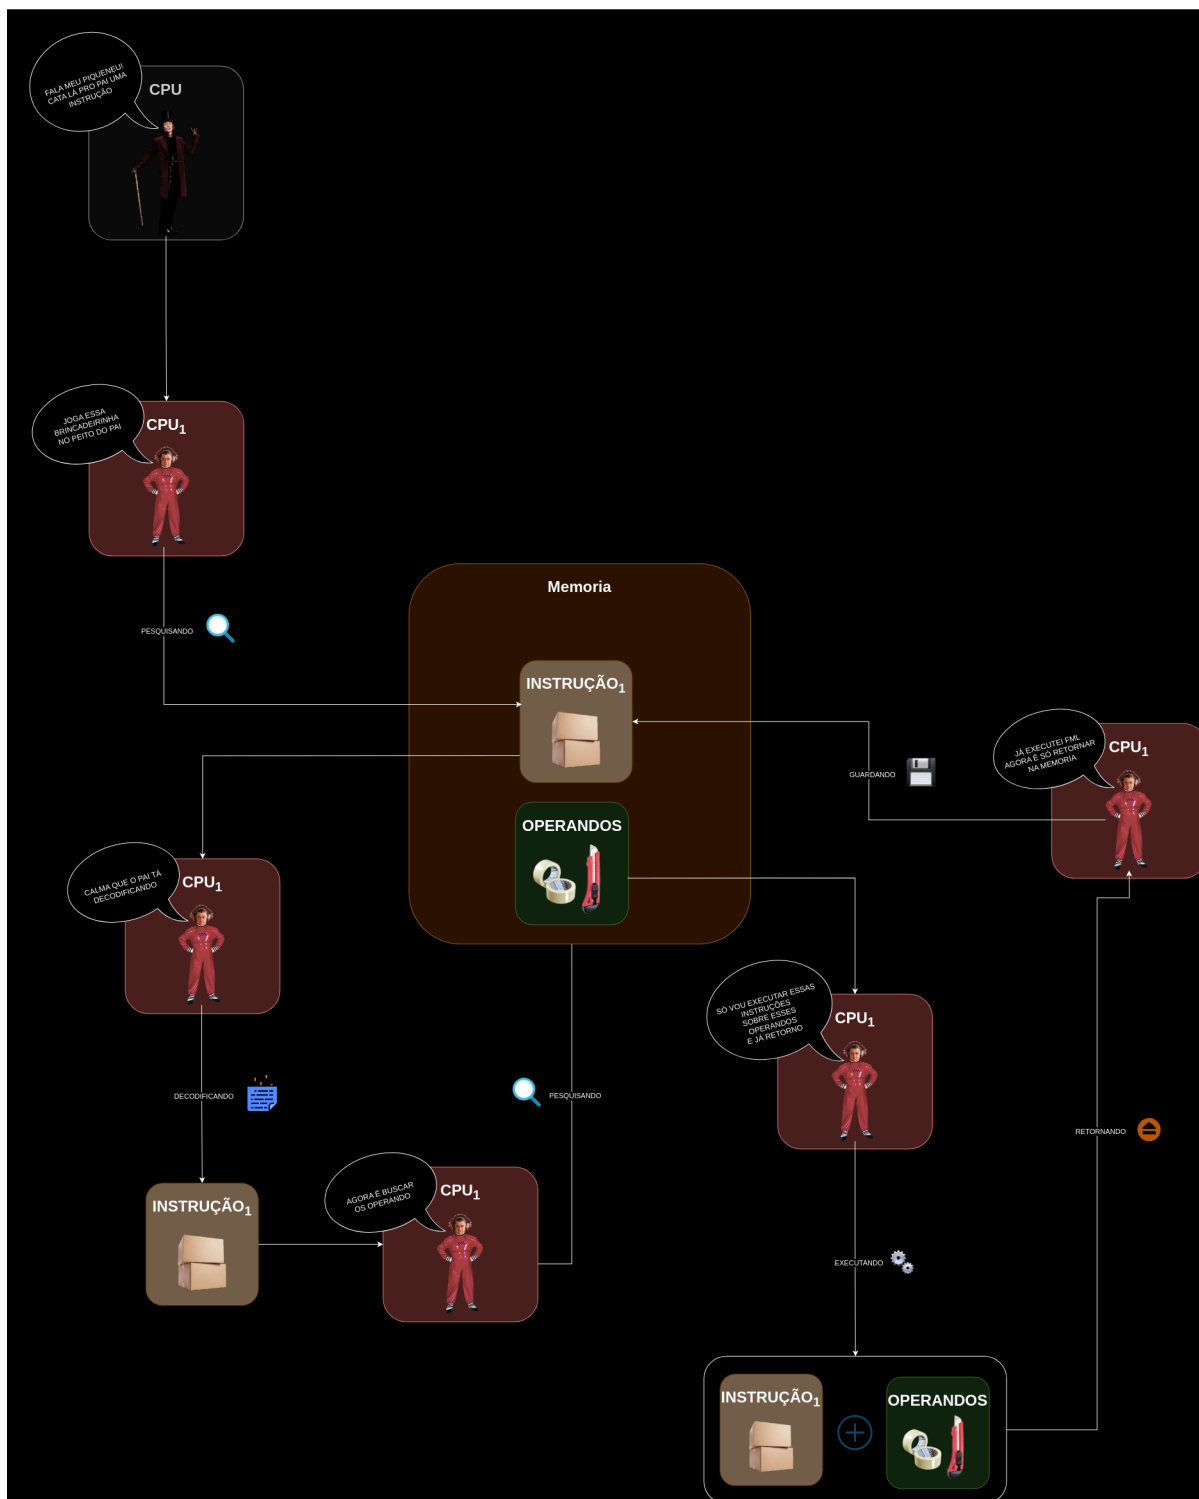 FALA MEU PIQUENEU!
CATA LÁ PRO PAI UMA
INSTRUÇÃO
CPU
JOGA ESSA
BRINCADEIRINHA
NO PEITO DO PAI
CPU1
PESQUISANDO
Memoria
INSTRUÇÃO1
OPERANDOS
GUARDANDO
JÁ EXECUTEI FML
AGORA É SÓ RETORNAR
NA MEMORIA
CPU1
CALMA QUE O PAI TÁ
DECODIFICANDO
CPU1
DECODIFICANDO
INSTRUÇÃO1
AGORA É BUSCAR
OS OPERANDO
CPU1
PESQUISANDO
SÓ VOU EXECUTAR ESSAS
INSTRUÇÕES
SOBRE ESSES
OPERANDOS
E JÁ RETORNO
CPU1
EXECUTANDO
RETORNANDO
INSTRUÇÃO1
OPERANDOS